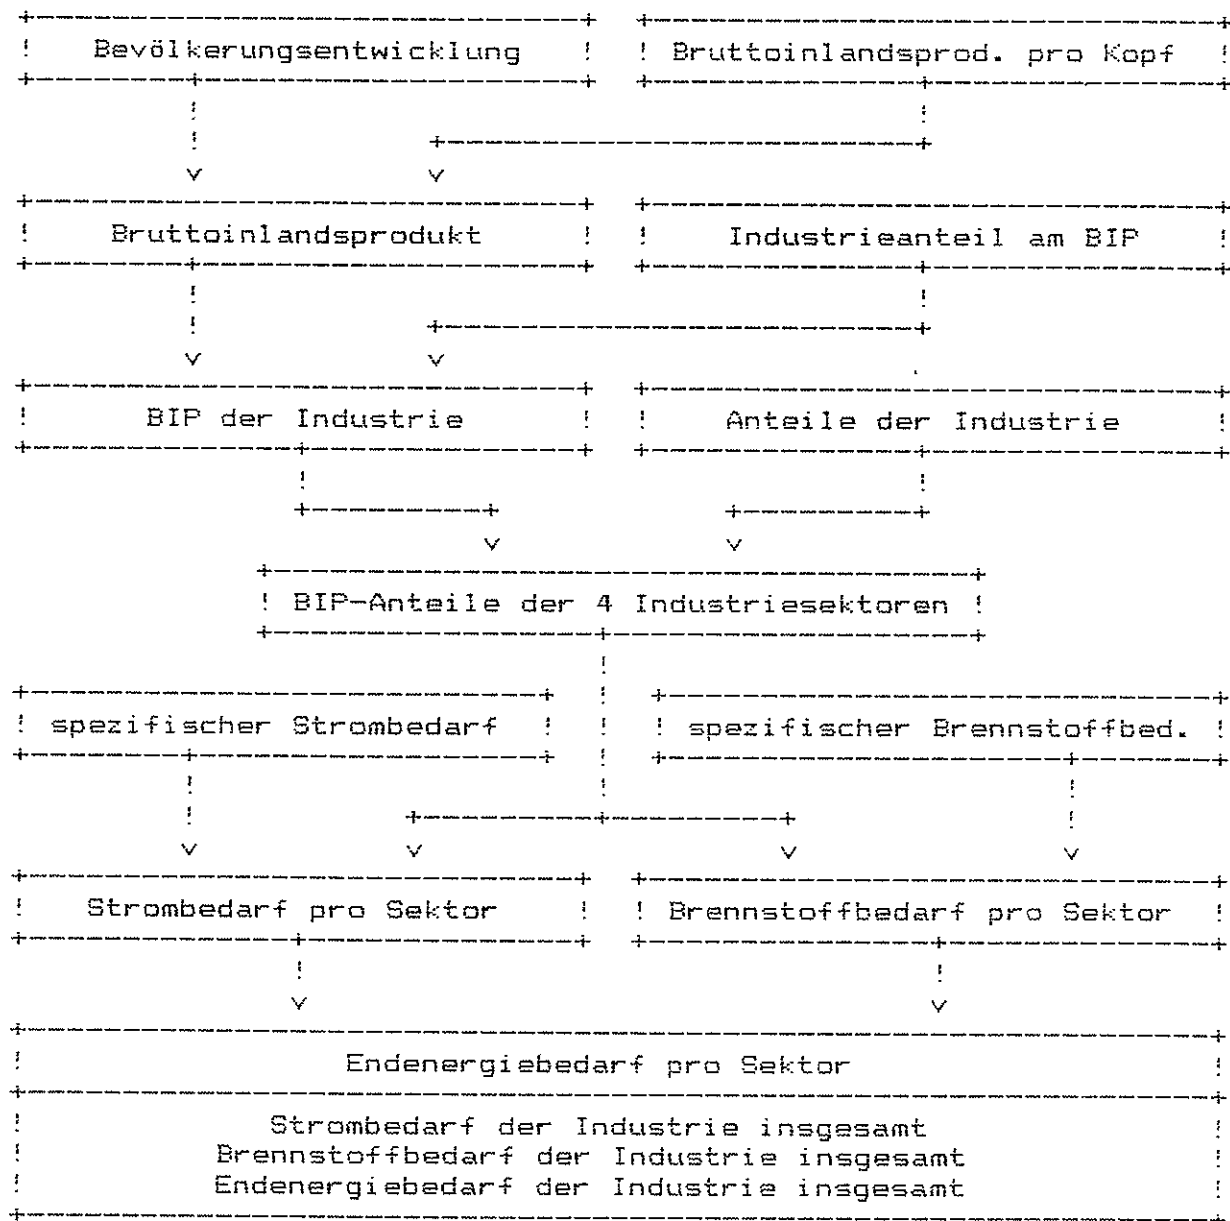 Bevölkerungsentwicklung
Bruttoinlandsprod. pro Kopf
Bruttoinlandsprodukt
Industrieanteil am BIP
BIP der Industrie
Anteile der Industrie
BIP-Anteile der 4 Industriesektoren
spezifischer Strombedarf
spezifischer Brennstoffbed.
Strombedarf pro Sektor
Brennstoffbedarf pro Sektor
Endenergiebedarf pro Sektor
Strombedarf der Industrie insgesamt
Brennstoffbedarf der Industrie insgesamt
Endenergiebedarf der Industrie insgesamt